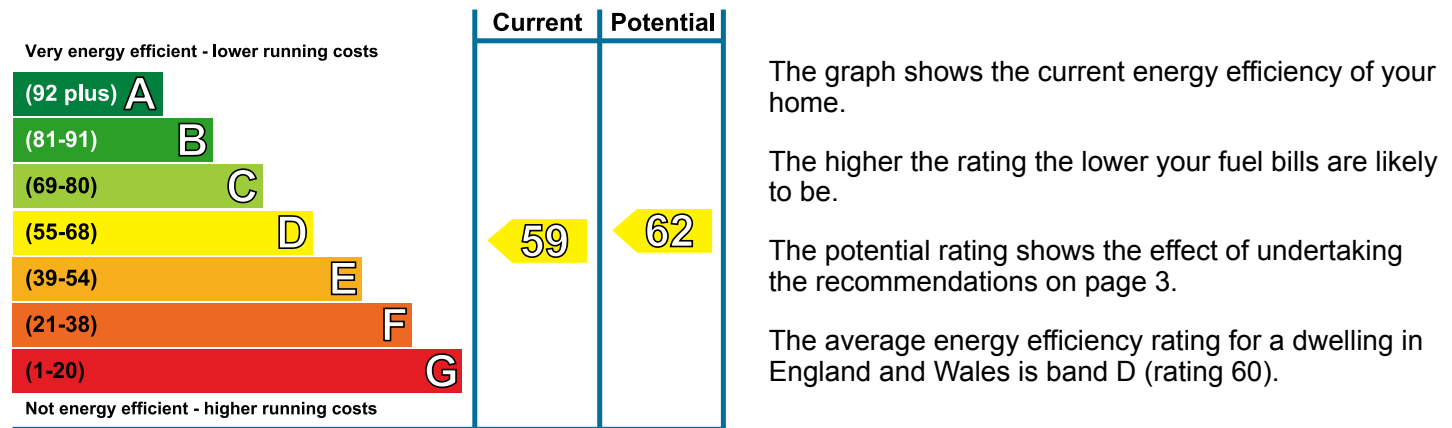 Current Potential
Very energy efficient - lower running costs
(92 plus) A
(81-91) B
(69-80) C
(55-68) D
(39-54) E
(21-38) F
(1-20) G
Not energy efficient - higher running costs
59 62
The graph shows the current energy efficiency of your
home.
The higher the rating the lower your fuel bills are likely
to be.
The potential rating shows the effect of undertaking
the recommendations on page 3.
The average energy efficiency rating for a dwelling in
England and Wales is band D (rating 60).